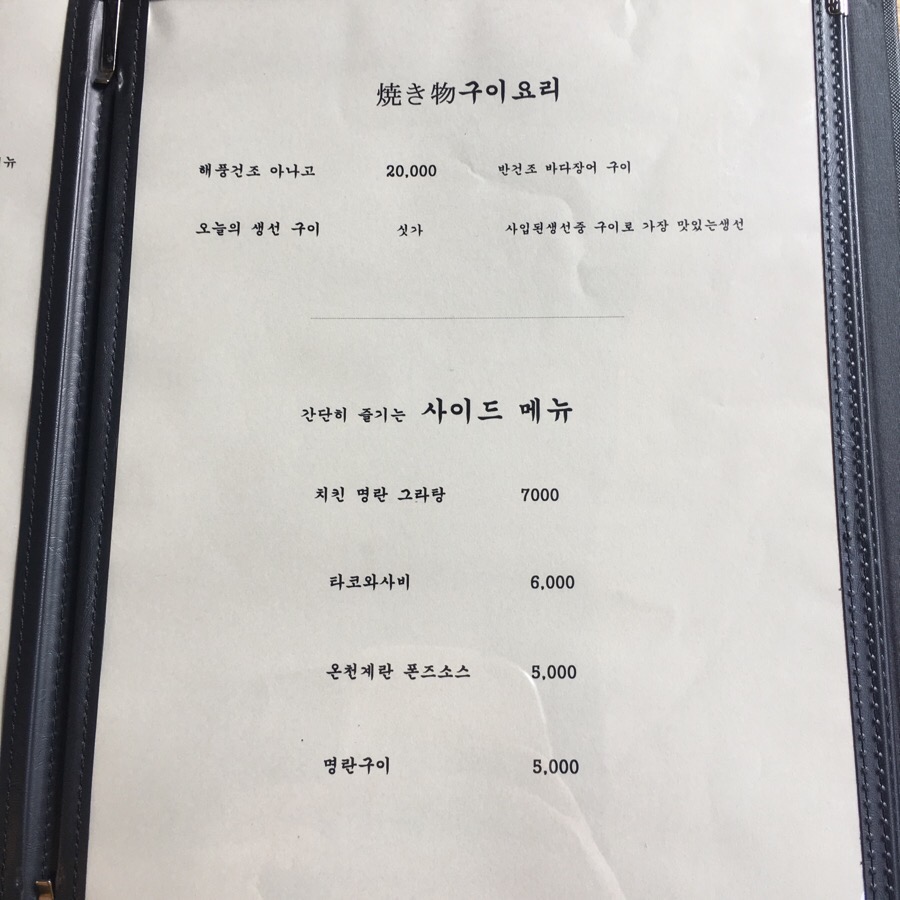 뉴
焼き物구이요리
해풍건조 아나고 20,000 반건조 바다장어 구이
오늘의 생선 구이 싯가 사입된생선중 구이로 가장 맛있는생선
간단히 즐기는 사이드 메뉴
치킨 명란 그라탕 7000
타코와사비 6,000
온천계란 폰즈소스 5,000
명란구이 5,000